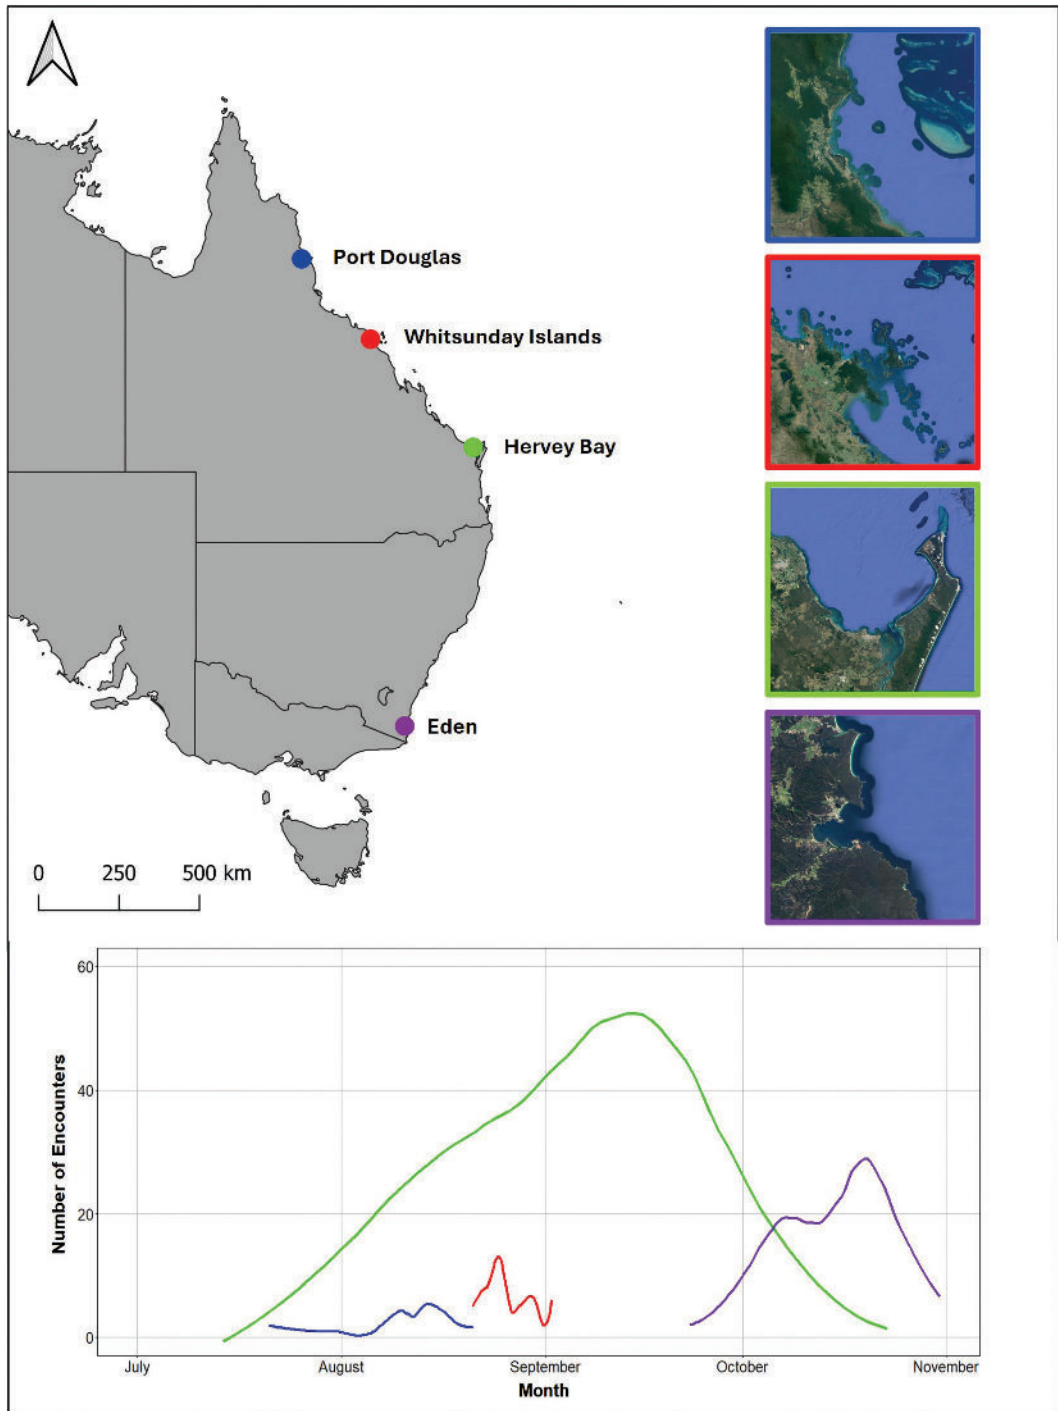 Port Douglas
Whitsunday Islands
Hervey Bay
Eden
0 250 500 km
60
40
20
0
Number of Encounters
July August September October November
Month